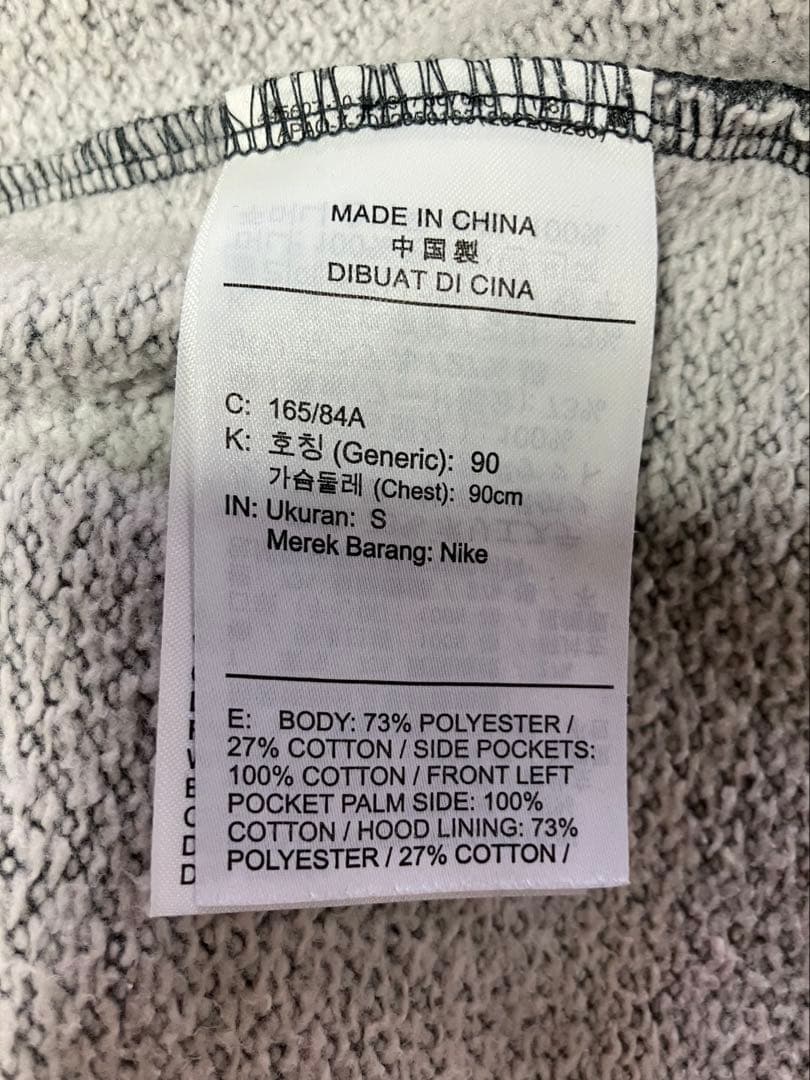 MADE IN CHINA
中国製
DIBUAT DI CINA
C: 165/84A
K: 호칭 (Generic): 90
가슴둘레 (Chest): 90cm
IN: Ukuran: S
Merek Barang: Nike
E: BODY: 73% POLYESTER /
27% COTTON / SIDE POCKETS:
100% COTTON / FRONT LEFT
POCKET PALM SIDE: 100%
COTTON / HOOD LINING: 73%
POLYESTER / 27% COTTON /